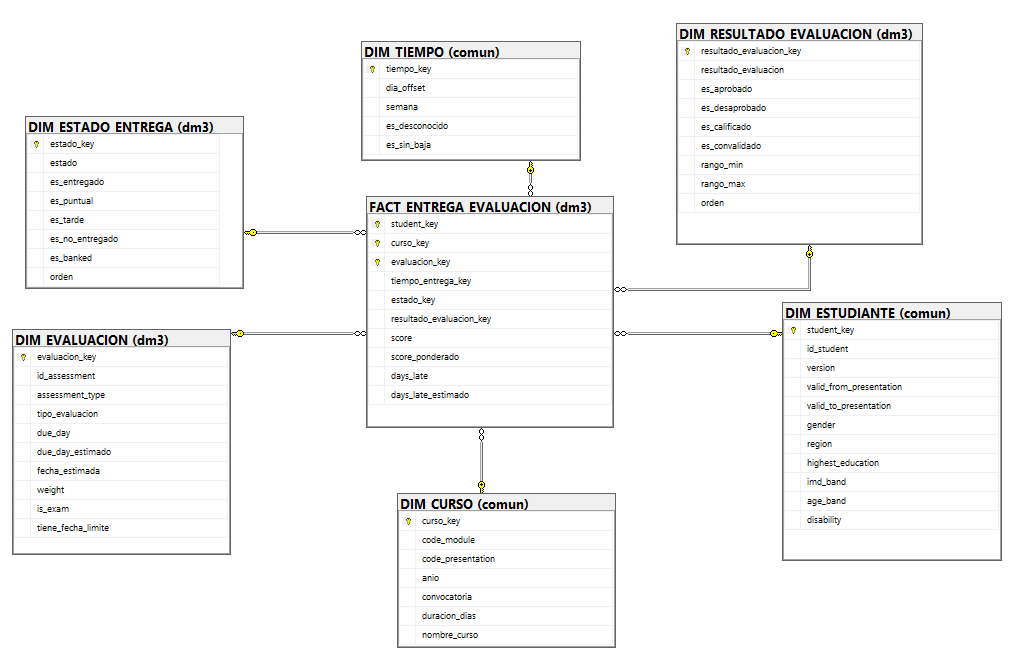 DIM TIEMPO (comun)
tiempo_key
dia_offset
semana
es_desconocido
es_sin_baja
DIM RESULTADO EVALUACION (dm3)
resultado_evaluacion_key
resultado_evaluacion
es_aprobado
es_desaprobado
es_calificado
es_convalidado
rango_min
rango_max
orden
DIM ESTADO ENTREGA (dm3)
estado_key
estado
es_entregado
es_puntual
es_tarde
es_no_entregado
es_banked
orden
FACT ENTREGA EVALUACION (dm3)
student_key
curso_key
evaluacion_key
tiempo_entrega_key
estado_key
resultado_evaluacion_key
score
score_ponderado
days_late
days_late_estimado
DIM EVALUACION (dm3)
evaluacion_key
id_assessment
assessment_type
tipo_evaluacion
due_day
due_day_estimado
fecha_estimada
weight
is_exam
tiene_fecha_limite
DIM ESTUDIANTE (comun)
student_key
id_student
version
valid_from_presentation
valid_to_presentation
gender
region
highest_education
imd_band
age_band
disability
DIM CURSO (comun)
curso_key
code_module
code_presentation
anio
convocatoria
duracion_dias
nombre_curso